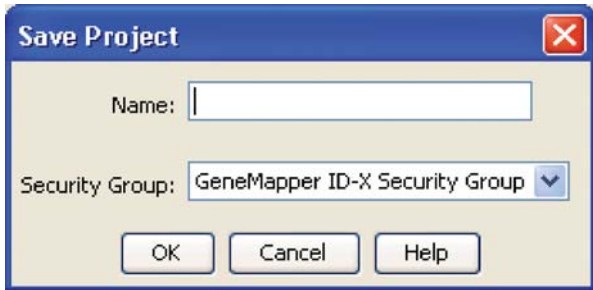 Save Project
Name:
Security Group: GeneMapper ID-X Security Group
OK Cancel Help